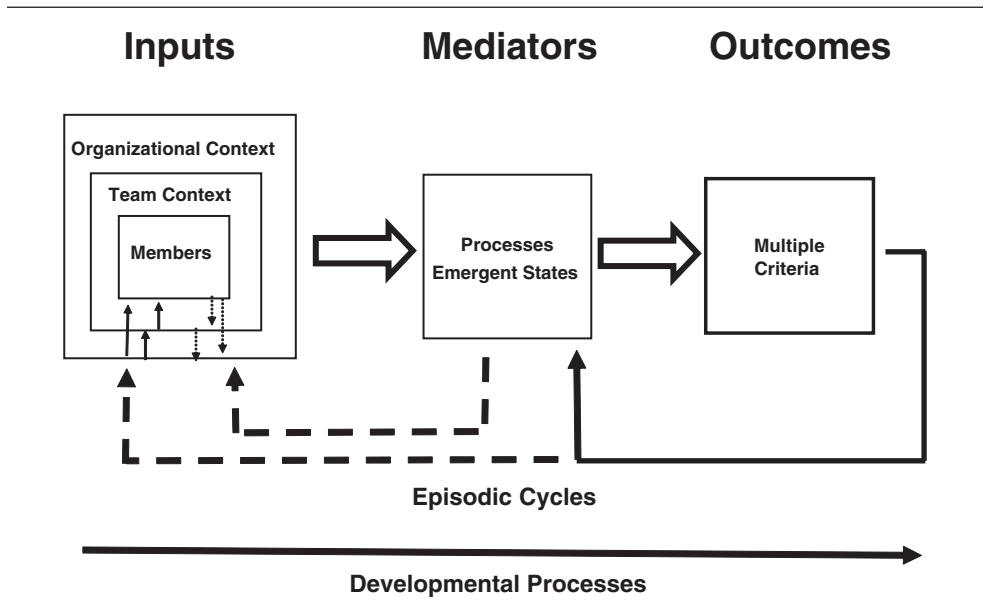 Inputs
Mediators
Outcomes
Organizational Context
Team Context
Members
Processes
Emergent States
Multiple
Criteria
Episodic Cycles
Developmental Processes